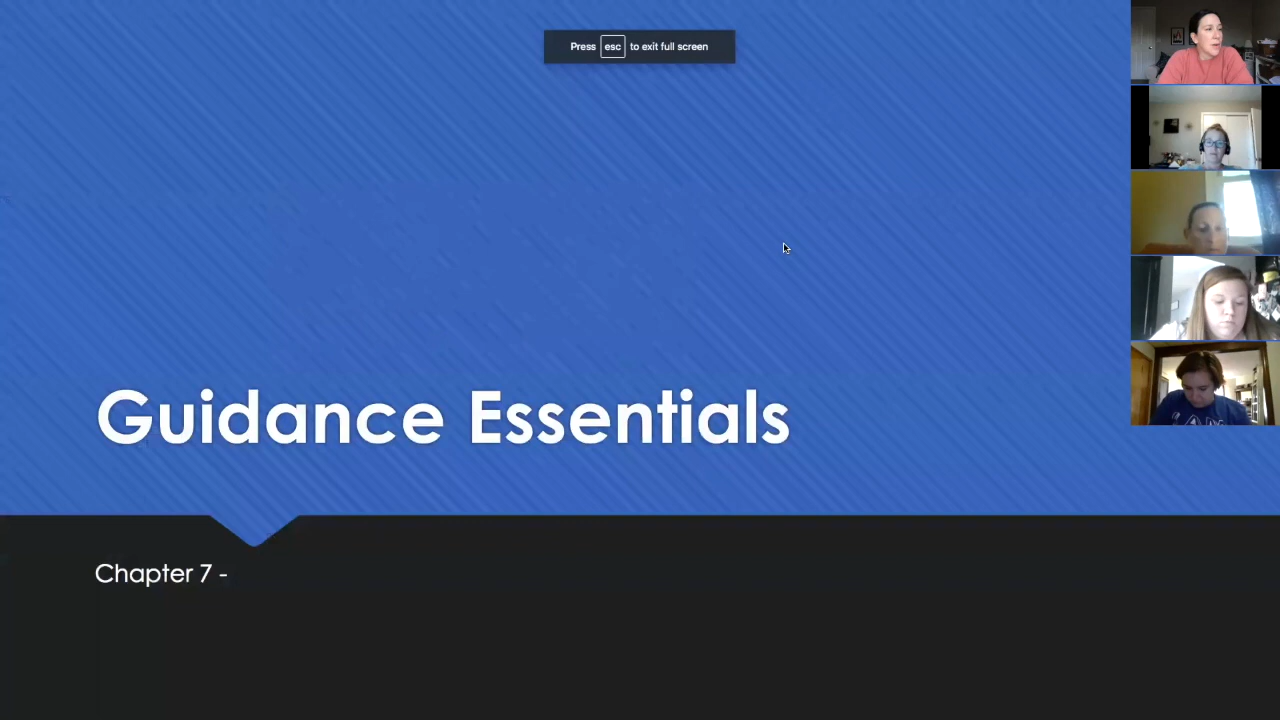 Press esc to exit full screen
Guidance Essentials
Chapter 7 -